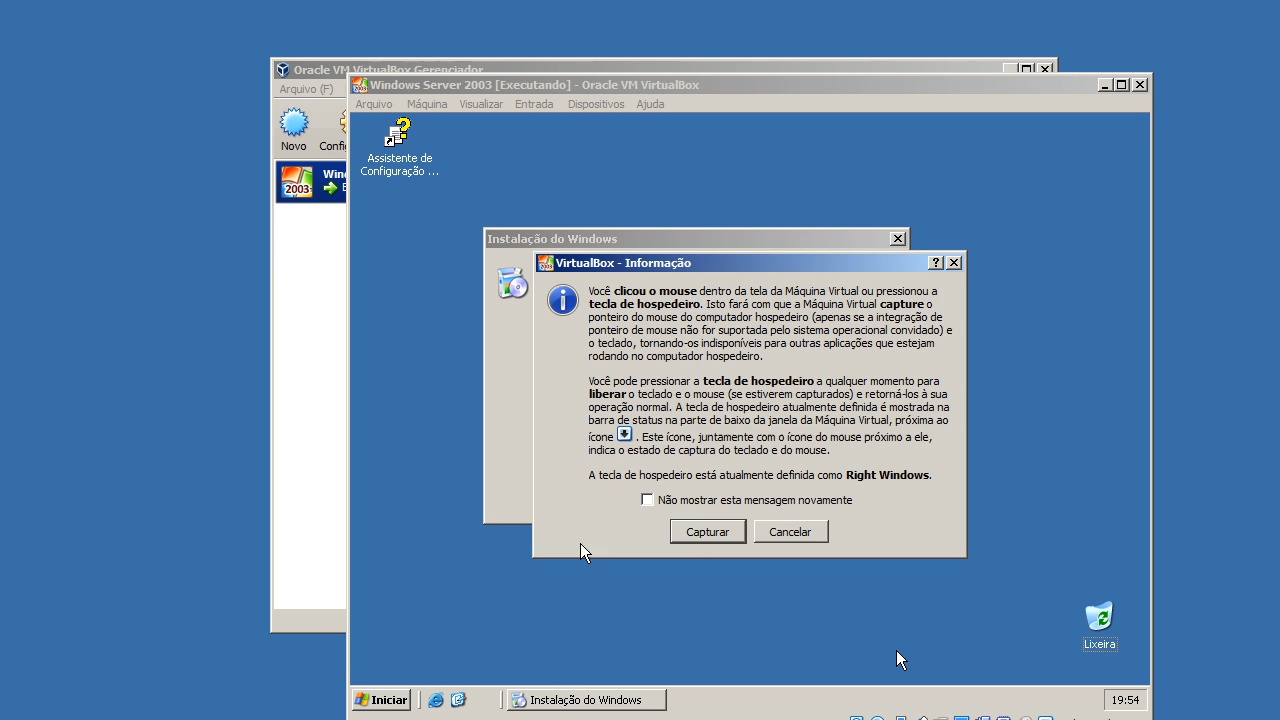 Oracle VM VirtualBox Gerenciador
Arquivo (F)
Novo
2003
Windows Server 2003 [Executando] - Oracle VM VirtualBox
Arquivo Máquina Visualizar Entrada Dispositivos Ajuda
Assistente de
Configuração ...
Instalação do Windows
VirtualBox - Informação
Você clicou o mouse dentro da tela da Máquina Virtual ou pressionou a
tecla de hospedeiro. Isto fará com que a Máquina Virtual capture o
ponteiro do mouse do computador hospedeiro (apenas se a integração de
ponteiro de mouse não for suportada pelo sistema operacional convidado) e
o teclado, tornando-os indisponíveis para outras aplicações que estejam
rodando no computador hospedeiro.
Você pode pressionar a tecla de hospedeiro a qualquer momento para
liberar o teclado e o mouse (se estiverem capturados) e retorná-los à sua
operação normal. A tecla de hospedeiro atualmente definida é mostrada na
barra de status na parte de baixo da janela da Máquina Virtual, próxima ao
ícone . Este ícone, juntamente com o ícone do mouse próximo a ele,
indica o estado de captura do teclado e do mouse.
A tecla de hospedeiro está atualmente definida como Right Windows.
Não mostrar esta mensagem novamente
Capturar Cancelar
Lixeira
Iniciar Instalação do Windows 19:54